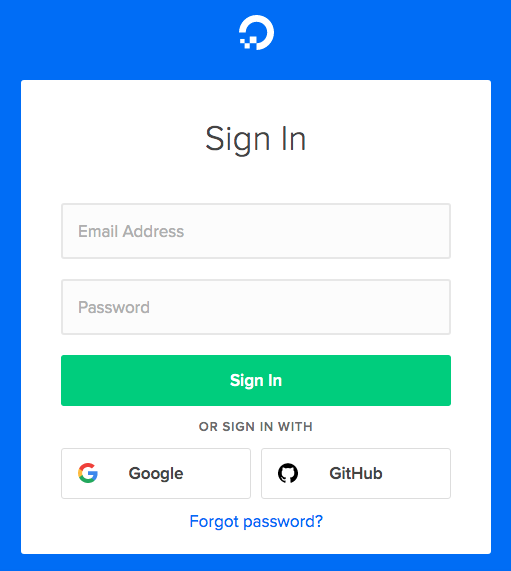 Sign In
Email Address
Password
Sign In
OR SIGN IN WITH
Google GitHub
Forgot password?